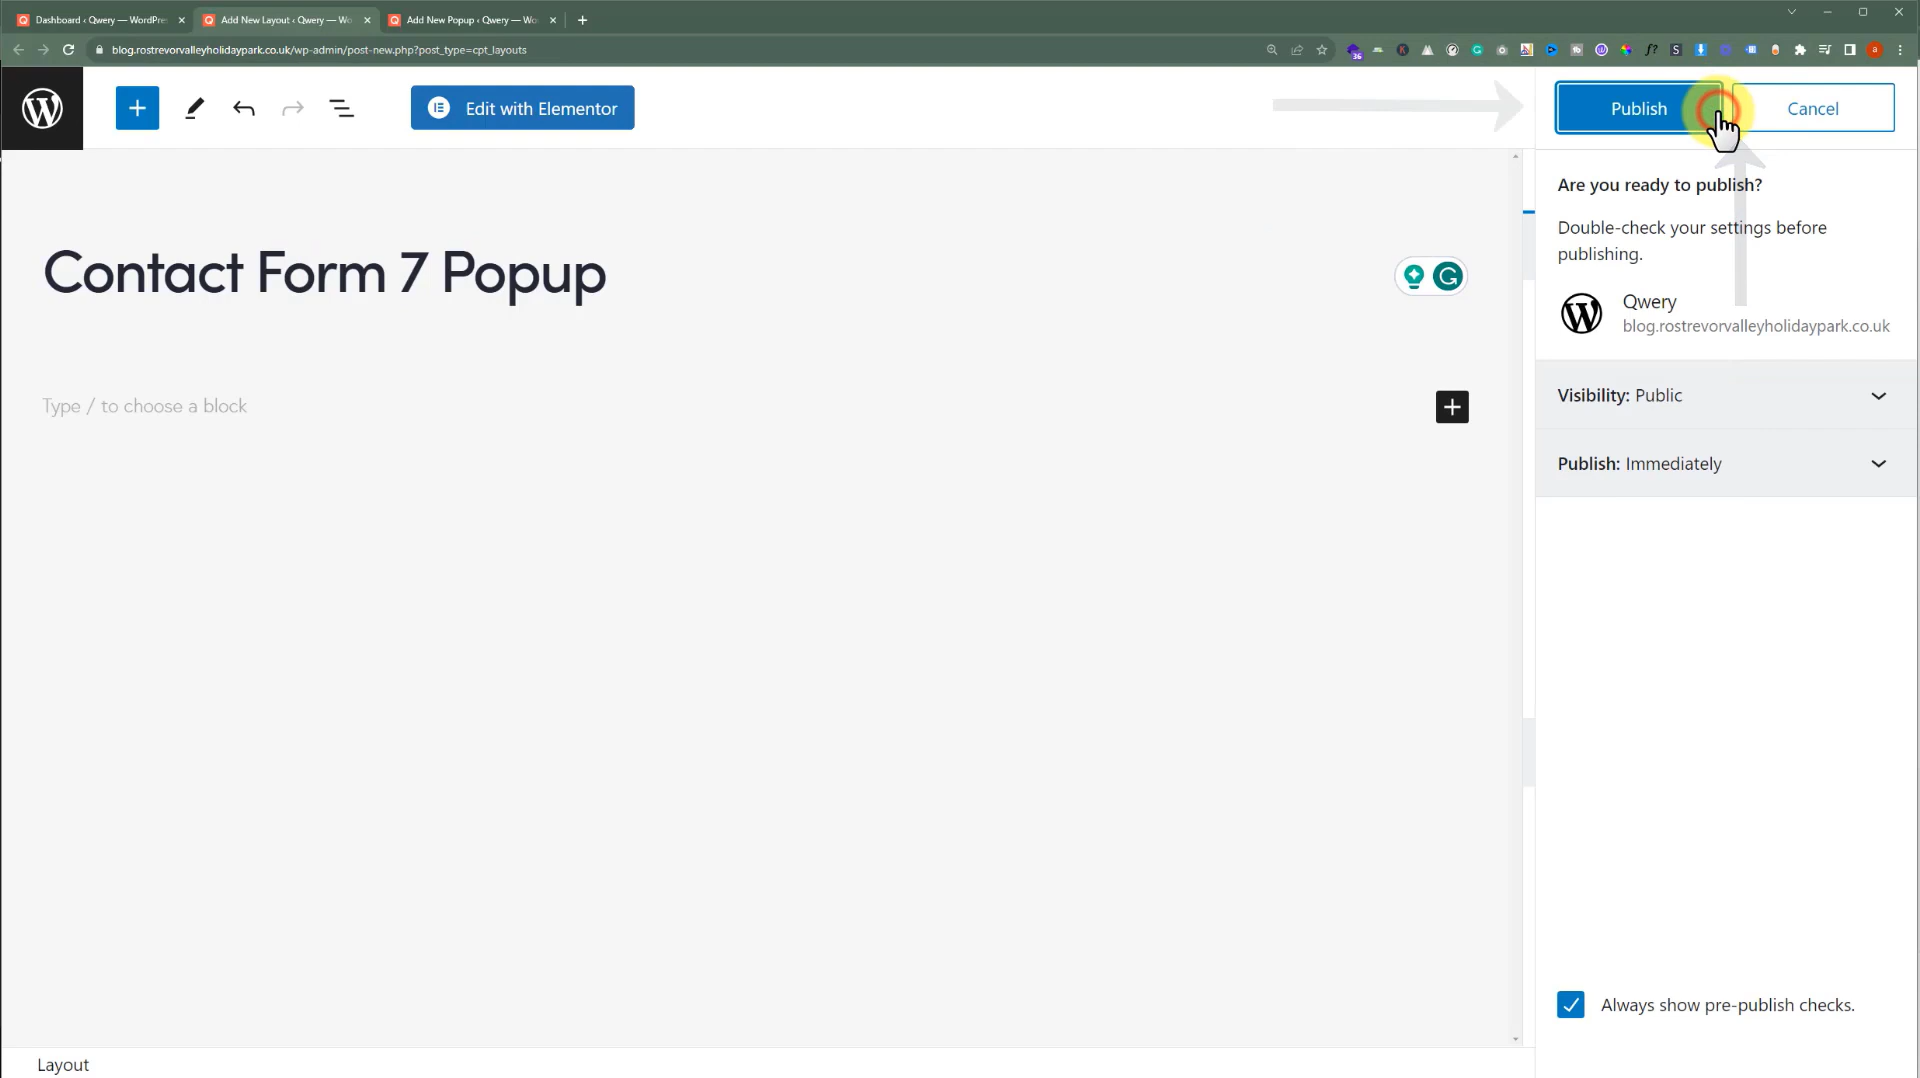 Dashboard ‹ Qwery — WordPre
Add New Layout ‹ Qwery — Wo
Add New Popup ‹ Qwery — Wo
blog.rostrevorvalleyholidaypark.co.uk/wp-admin/post-new.php?post_type=cpt_layouts
Edit with Elementor
Publish
Cancel
Are you ready to publish?
Double-check your settings before
publishing.
Qwery
blog.rostrevorvalleyholidaypark.co.uk
Contact Form 7 Popup
Type / to choose a block
Visibility: Public
Publish: Immediately
Always show pre-publish checks.
Layout